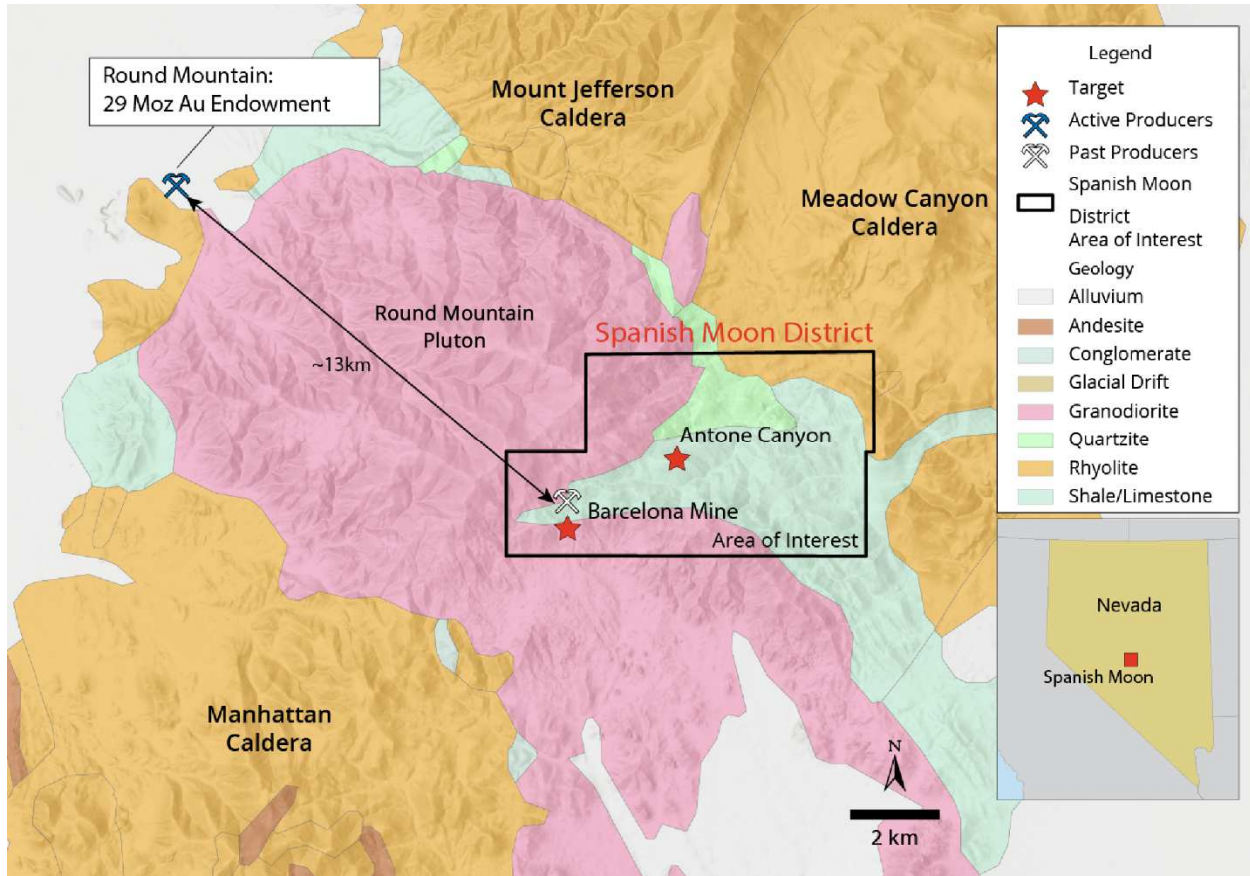 Round Mountain:
29 Moz Au Endowment
Mount Jefferson
Caldera
Meadow Canyon
Caldera
Round Mountain
Pluton
~13km
Spanish Moon District
Antone Canyon
Barcelona Mine
Area of Interest
Manhattan
Caldera
N
2 km
Legend
Target
Active Producers
Past Producers
Spanish Moon
District
Area of Interest
Geology
Alluvium
Andesite
Conglomerate
Glacial Drift
Granodiorite
Quartzite
Rhyolite
Shale/Limestone
Nevada
Spanish Moon